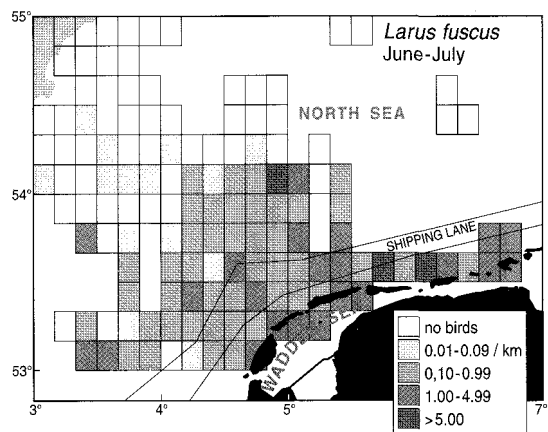 55°
Larus fuscus
June-July
NORTH SEA
54°
SHIPPING LANE
WADDEN SEA
53°
no birds
0.01-0.09 / km
0,10-0.99
1.00-4.99
>5.00
3° 4° 5° 7°